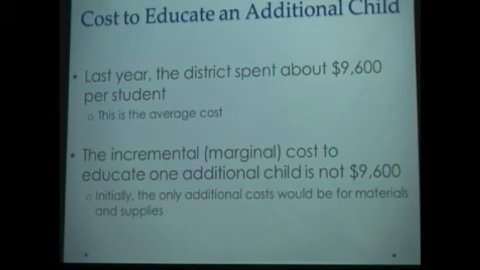 Cost to Educate an Additional Child
• Last year, the district spent about $9,600
per student
o This is the average cost
• The incremental (marginal) cost to
educate one additional child is not $9,600
o Initially, the only additional costs would be for materials
and supplies